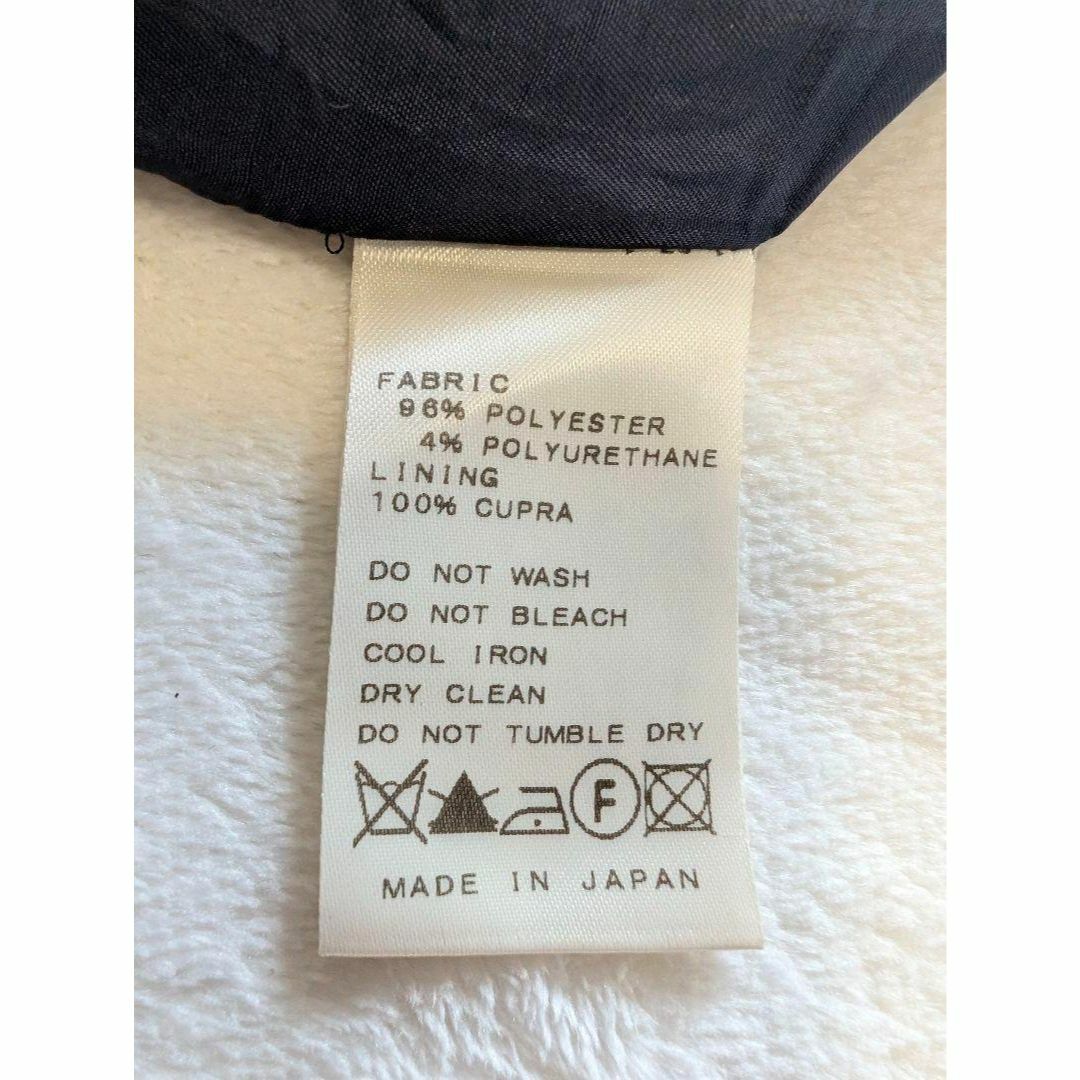 FABRIC
96% POLYESTER
4% POLYURETHANE
LINING
100% CUPRA
DO NOT WASH
DO NOT BLEACH
COOL IRON
DRY CLEAN
DO NOT TUMBLE DRY
F
MADE IN JAPAN